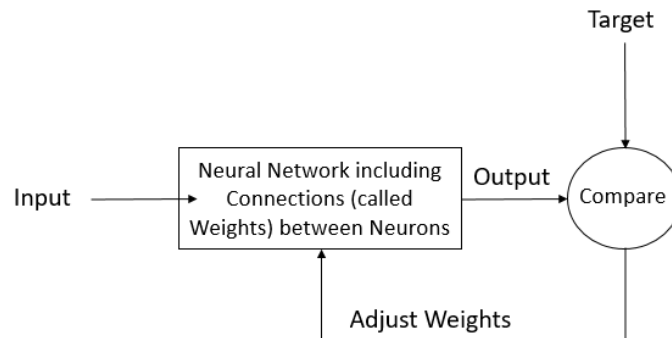 Target
Neural Network including
Connections (called
Weights) between Neurons
Input
Output
Compare
Adjust Weights